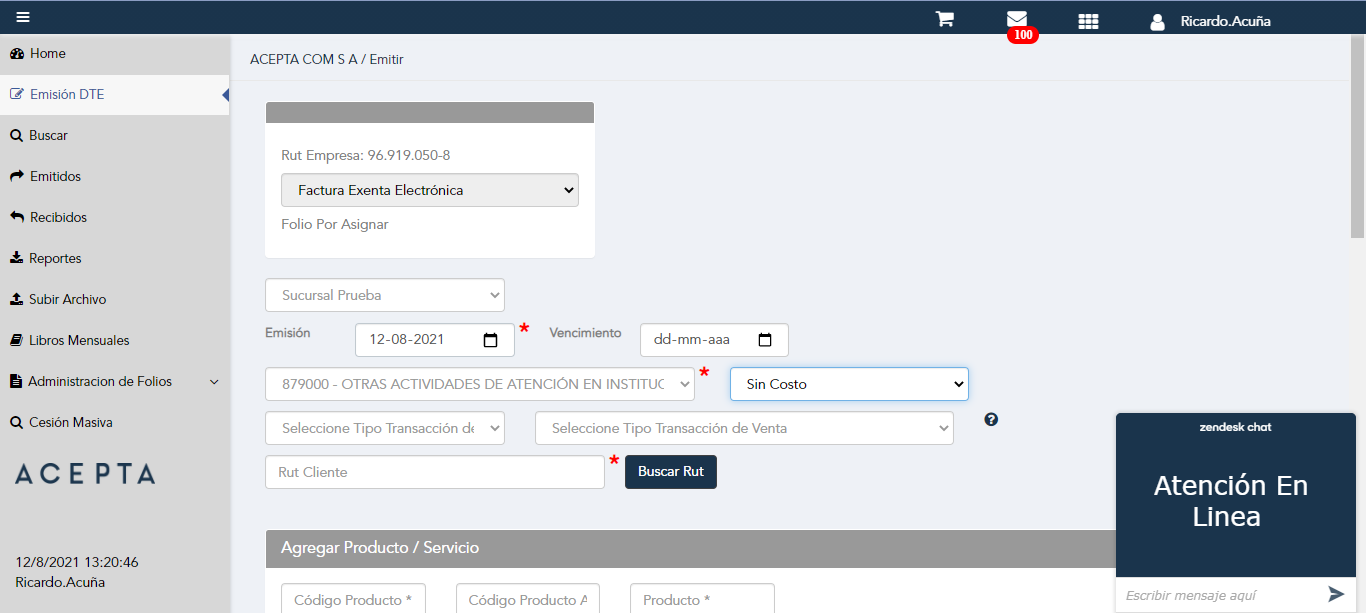 100
Ricardo.Acuña
Home
Emisión DTE
Buscar
Emitidos
Recibidos
Reportes
Subir Archivo
Libros Mensuales
Administracion de Folios
Cesión Masiva
ACEPTA
12/8/2021 13:20:46
Ricardo.Acuña
ACEPTA COM S A / Emitir
Rut Empresa: 96.919.050-8
Factura Exenta Electrónica
Folio Por Asignar
Sucursal Prueba
Emisión 12-08-2021 * Vencimiento dd-mm-aaa
879000 - OTRAS ACTIVIDADES DE ATENCIÓN EN INSTITUC * Sin Costo
Seleccione Tipo Transacción de Seleccione Tipo Transacción de Venta ?
Rut Cliente * Buscar Rut
Agregar Producto / Servicio
Código Producto * Código Producto A Producto *
zendesk chat
Atención En
Linea
Escribir mensaje aquí